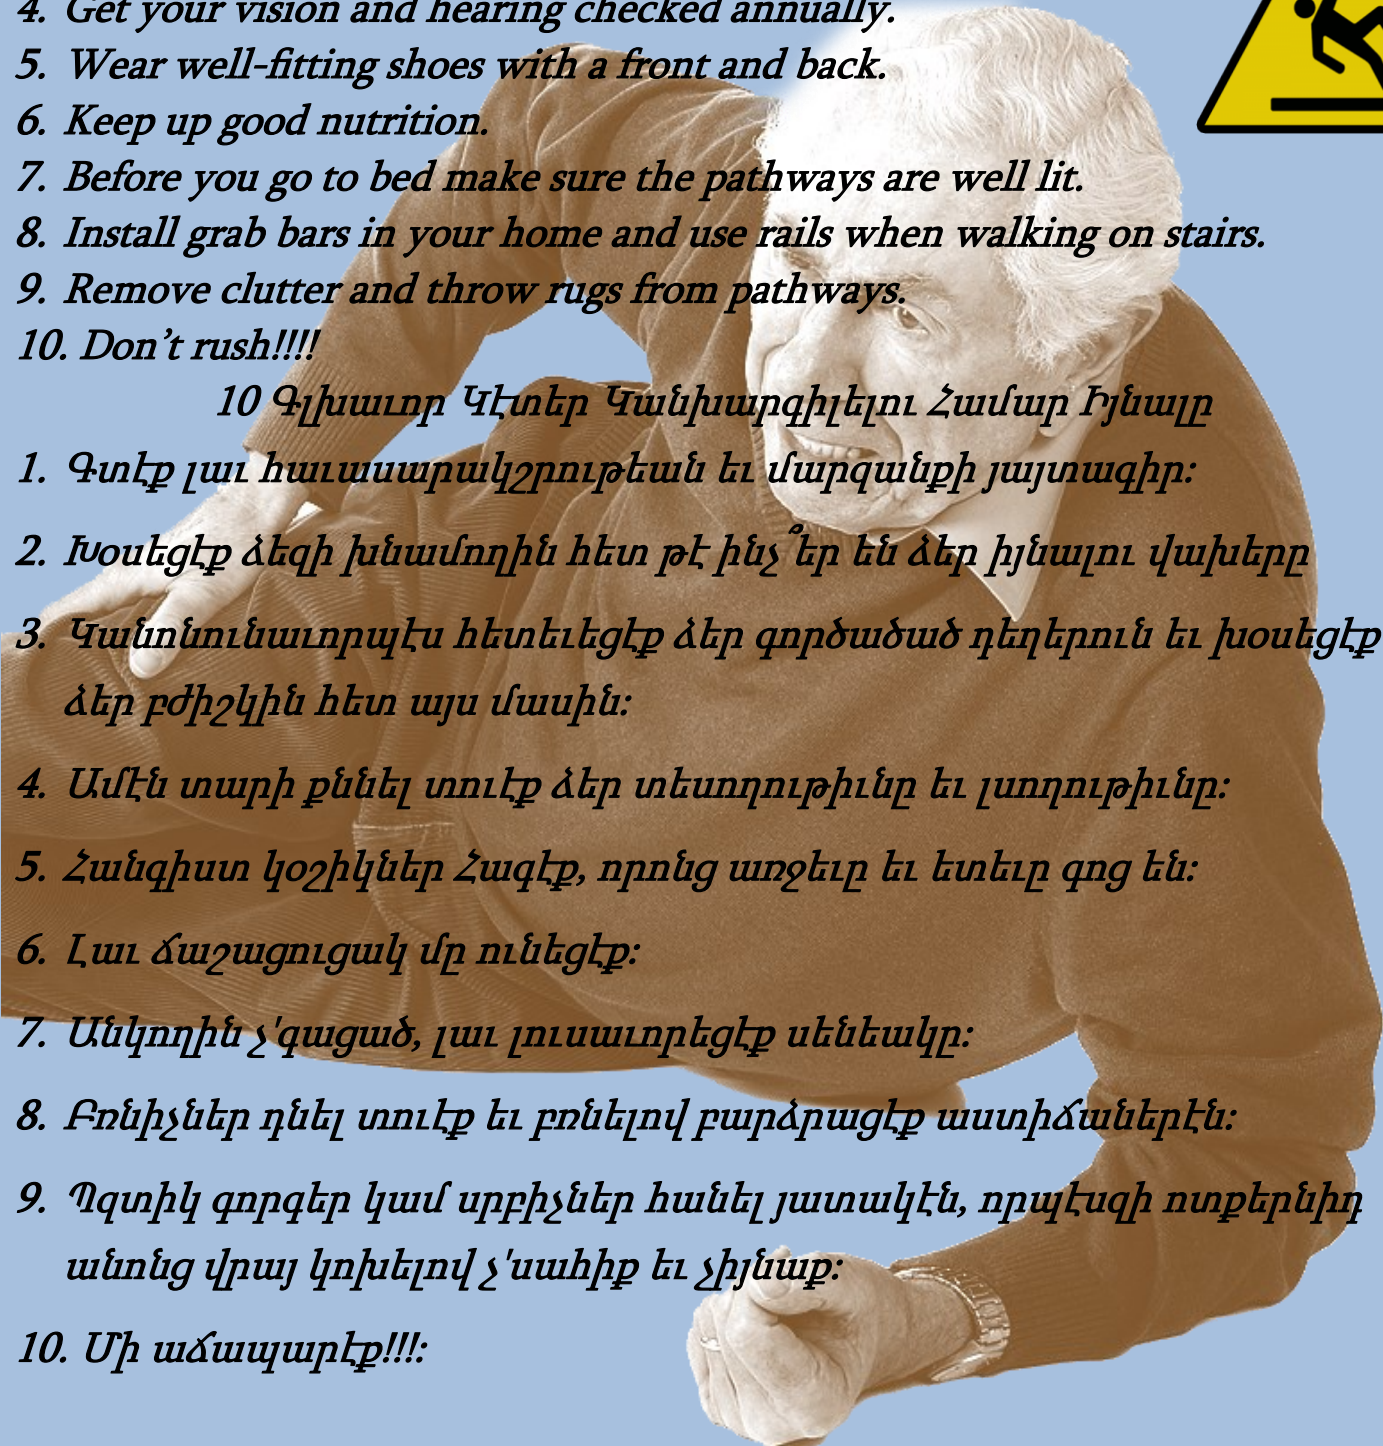 4. Get your vision and hearing checked annually.
5. Wear well-fitting shoes with a front and back.
6. Keep up good nutrition.
7. Before you go to bed make sure the pathways are well lit.
8. Install grab bars in your home and use rails when walking on stairs.
9. Remove clutter and throw rugs from pathways.
10. Don’t rush!!!!
10 Գլխաւոր Կէտեր Կանխարգիլելու Համար Իյնալը
1. Գտէք լաւ հաւասարակշրութեան եւ մարզանքի յայտագիր:
2. Խօսեցէք ձեզի խնամողին հետ թէ ինչ՞եր են ձեր իյնալու վախերը
3. Կանոնունաւորպէս հետեւեցէք ձեր գործածած դեղերուն եւ խօսեցէք
ձեր բժիշկին հետ այս մասին:
4. Ամէն տարի քննել տուէք ձեր տեսողութիւնը եւ լսողութիւնը:
5. Հանգիստ կօշիկներ Հագէք, որոնց առջեւը եւ ետեւը գոց են:
6. Լաւ ճաշացուցակ մը ունեցէք:
7. Անկողին չ'գացած, լաւ լուսաւորեցէք սենեակը:
8. Բռնիչներ դնել տուէք եւ բռնելով բարձրացէք աստիճաներէն:
9. Պզտիկ գորգեր կամ սրբիչներ հանել յատակէն, որպէսզի ոտքերնիդ
անոնց վրայ կոխելով չ'սահիք եւ չիյնաք:
10. Մի աճապարէք!!!: